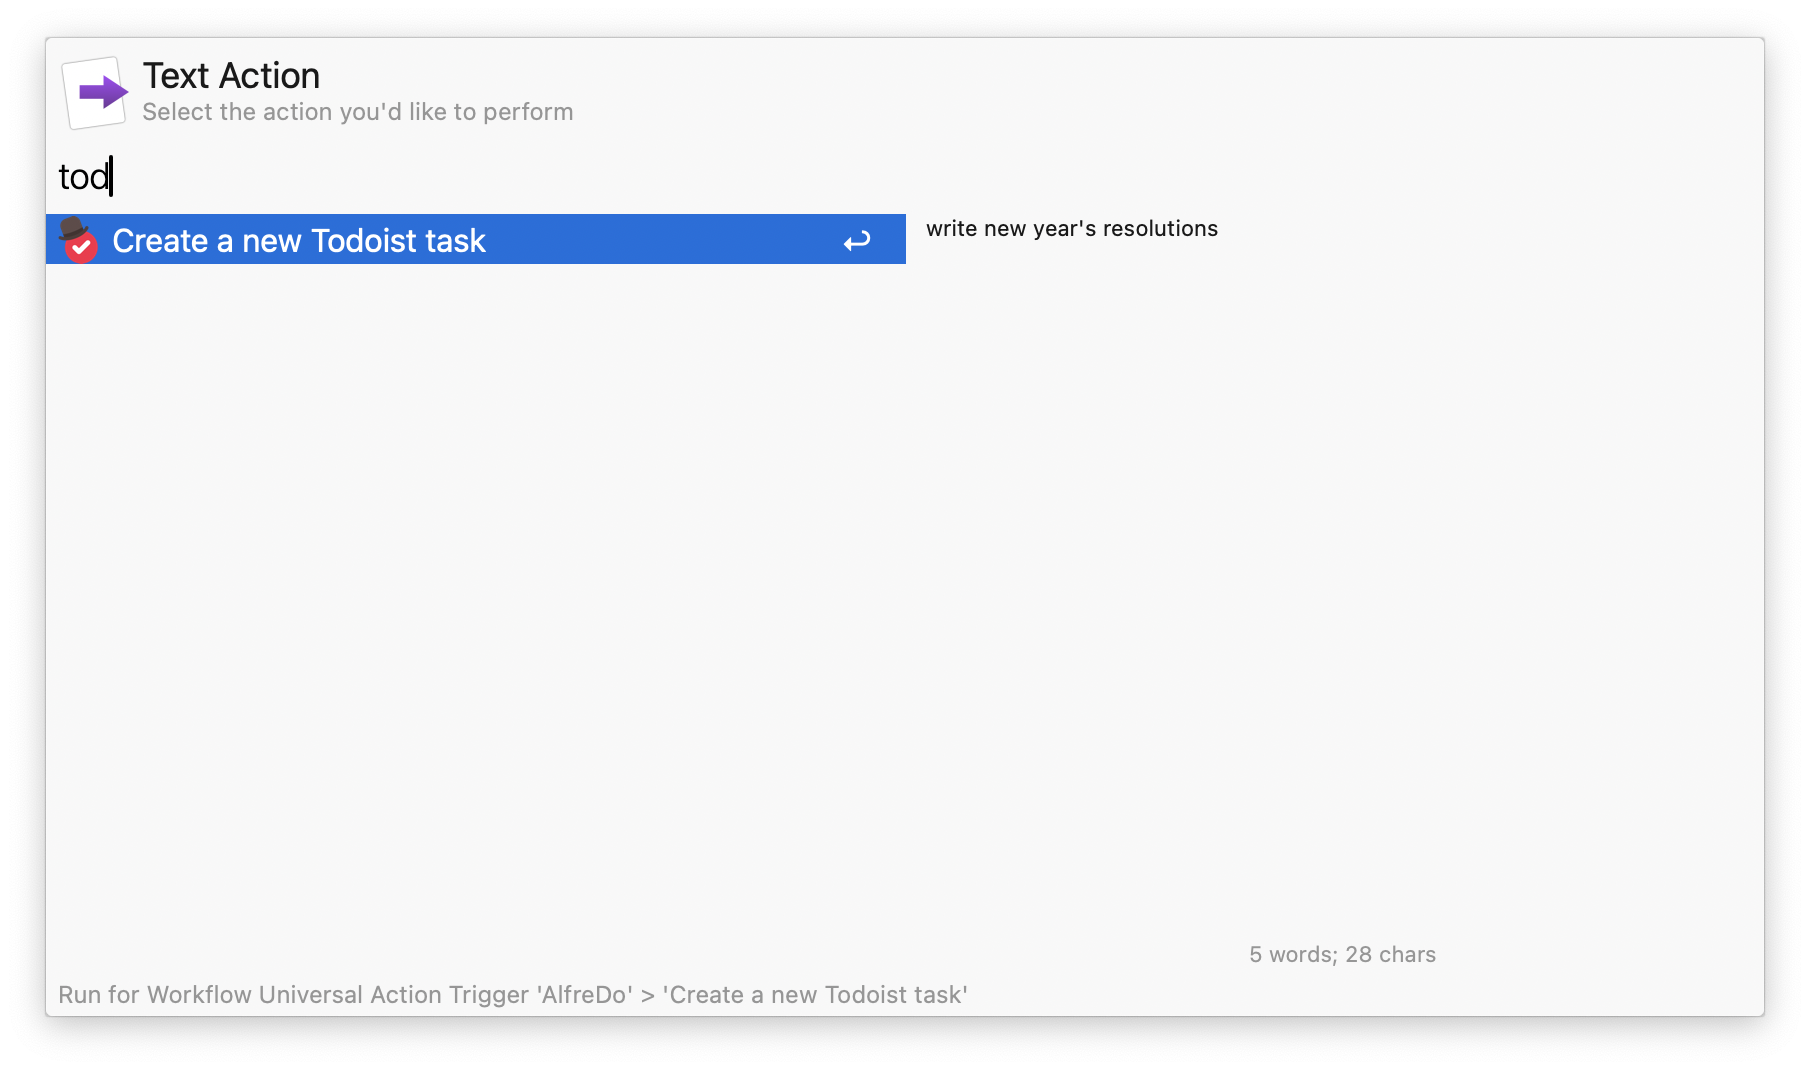 Text Action
Select the action you'd like to perform
tod
Create a new Todoist task
write new year's resolutions
5 words; 28 chars
Run for Workflow Universal Action Trigger 'AlfreDo' > 'Create a new Todoist task'